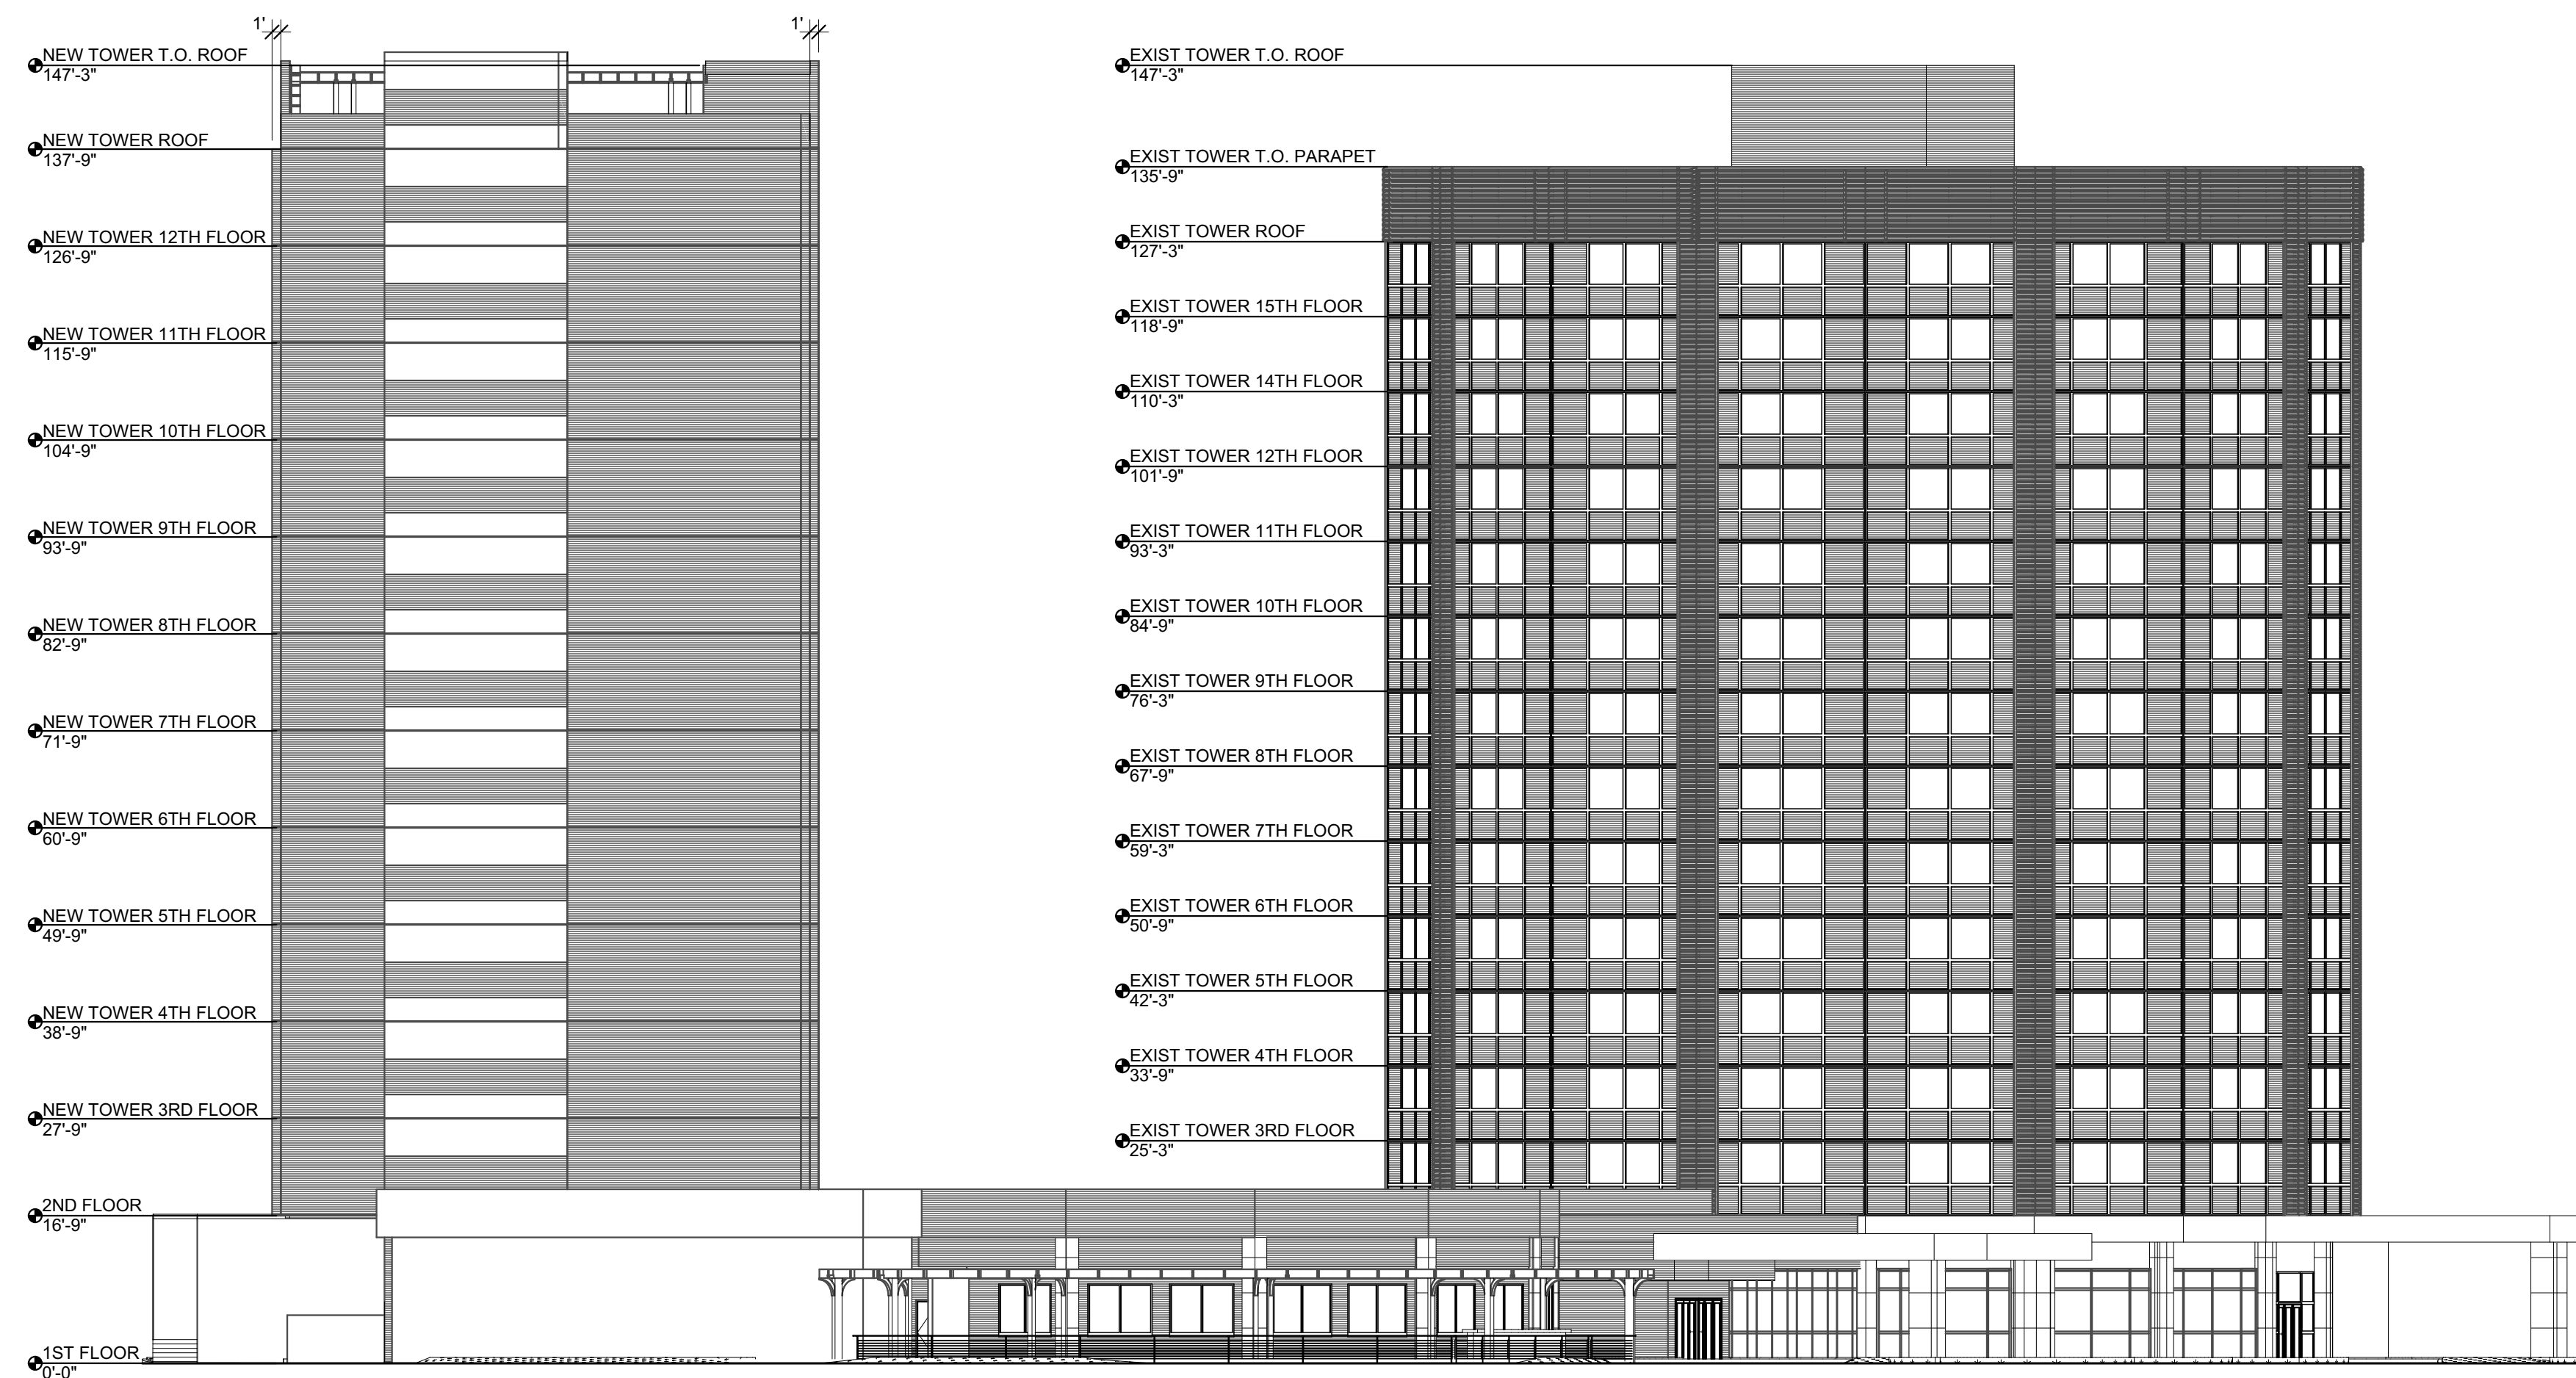 1'
1'
NEW TOWER T.O. ROOF
147'-3"
NEW TOWER ROOF
137'-9"
NEW TOWER 12TH FLOOR
126'-9"
NEW TOWER 11TH FLOOR
115'-9"
NEW TOWER 10TH FLOOR
104'-9"
NEW TOWER 9TH FLOOR
93'-9"
NEW TOWER 8TH FLOOR
82'-9"
NEW TOWER 7TH FLOOR
71'-9"
NEW TOWER 6TH FLOOR
60'-9"
NEW TOWER 5TH FLOOR
49'-9"
NEW TOWER 4TH FLOOR
38'-9"
NEW TOWER 3RD FLOOR
27'-9"
2ND FLOOR
16'-9"
1ST FLOOR
0'-0"
EXIST TOWER T.O. ROOF
147'-3"
EXIST TOWER T.O. PARAPET
135'-9"
EXIST TOWER ROOF
127'-3"
EXIST TOWER 15TH FLOOR
118'-9"
EXIST TOWER 14TH FLOOR
110'-3"
EXIST TOWER 12TH FLOOR
101'-9"
EXIST TOWER 11TH FLOOR
93'-3"
EXIST TOWER 10TH FLOOR
84'-9"
EXIST TOWER 9TH FLOOR
76'-3"
EXIST TOWER 8TH FLOOR
67'-9"
EXIST TOWER 7TH FLOOR
59'-3"
EXIST TOWER 6TH FLOOR
50'-9"
EXIST TOWER 5TH FLOOR
42'-3"
EXIST TOWER 4TH FLOOR
33'-9"
EXIST TOWER 3RD FLOOR
25'-3"